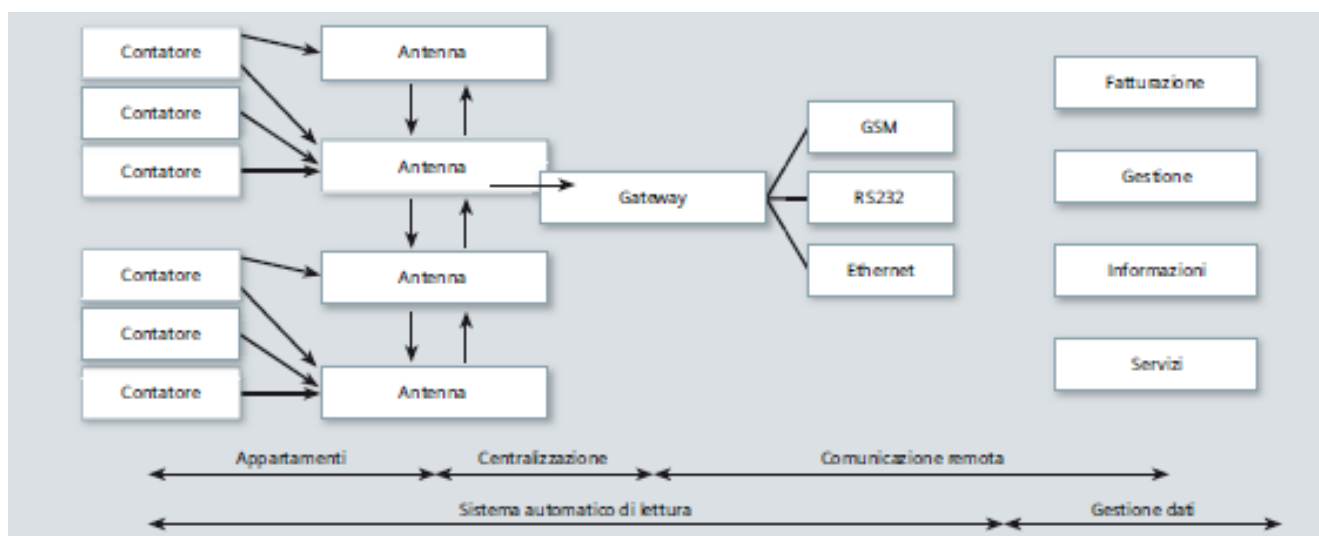 Contatore
Contatore
Contatore
Contatore
Contatore
Contatore
Antenna
Antenna
Antenna
Antenna
Gateway
GSM
RS232
Ethernet
Fatturazione
Gestione
Informazioni
Servizi
Appartamenti
Centralizzazione
Comunicazione remota
Sistema automatico di lettura
Gestione dati